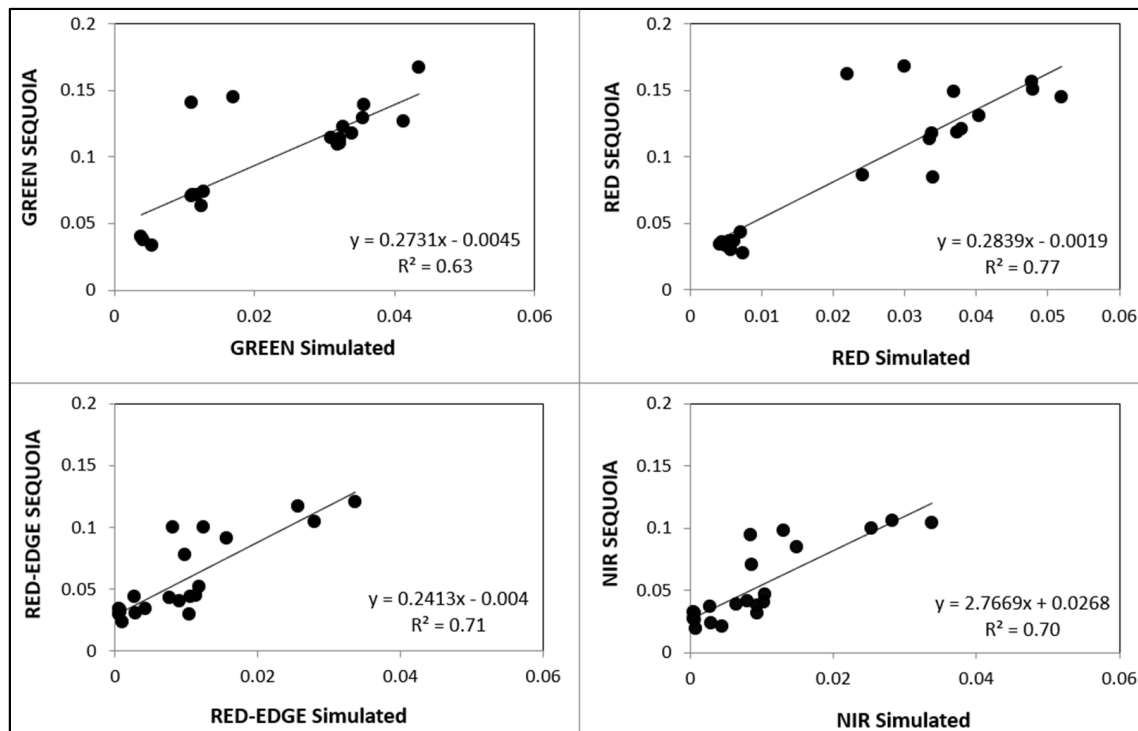 0.2
0.15
0.1
0.05
0
GREEN SEQUOIA
y = 0.2731x - 0.0045
R² = 0.63
0 0.02 0.04 0.06
GREEN Simulated
0.2
0.15
0.1
0.05
0
RED SEQUOIA
y = 0.2839x - 0.0019
R² = 0.77
0 0.01 0.02 0.03 0.04 0.05 0.06
RED Simulated
0.2
0.15
0.1
0.05
0
RED-EDGE SEQUOIA
y = 0.2413x - 0.004
R² = 0.71
0 0.02 0.04 0.06
RED-EDGE Simulated
0.2
0.15
0.1
0.05
0
NIR SEQUOIA
y = 2.7669x + 0.0268
R² = 0.70
0 0.02 0.04 0.06
NIR Simulated